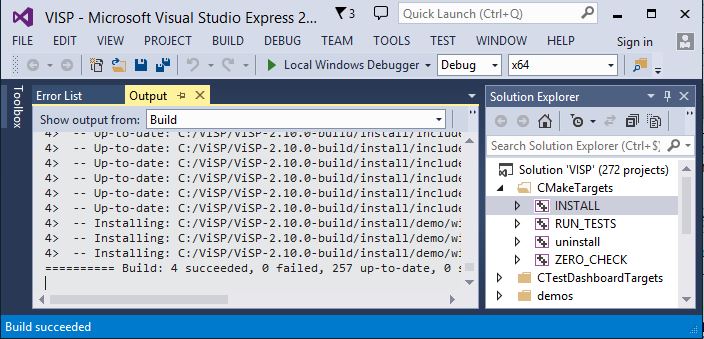 VISP - Microsoft Visual Studio Express 2...
3
Quick Launch (Ctrl+Q)
FILE EDIT VIEW PROJECT BUILD DEBUG TEAM TOOLS TEST WINDOW HELP
Sign in
Local Windows Debugger Debug x64
Toolbox
Error List Output
Show output from: Build
4> -- Up-to-date: C:/ViSP/ViSP-2.10.0-build/install/include
4> -- Up-to-date: C:/ViSP/ViSP-2.10.0-build/install/include
4> -- Up-to-date: C:/ViSP/ViSP-2.10.0-build/install/include
4> -- Up-to-date: C:/ViSP/ViSP-2.10.0-build/install/include
4> -- Up-to-date: C:/ViSP/ViSP-2.10.0-build/install/include
4> -- Up-to-date: C:/ViSP/ViSP-2.10.0-build/install/include
4> -- Installing: C:/ViSP/ViSP-2.10.0-build/install/demo/wi
4> -- Installing: C:/ViSP/ViSP-2.10.0-build/install/demo/wi
4> -- Installing: C:/ViSP/ViSP-2.10.0-build/install/demo/wi
========== Build: 4 succeeded, 0 failed, 257 up-to-date, 0 s
Solution Explorer
Search Solution Explorer (Ctrl+$)
Solution 'VISP' (272 projects)
CMakeTargets
INSTALL
RUN_TESTS
uninstall
ZERO_CHECK
CTestDashboardTargets
demos
Build succeeded